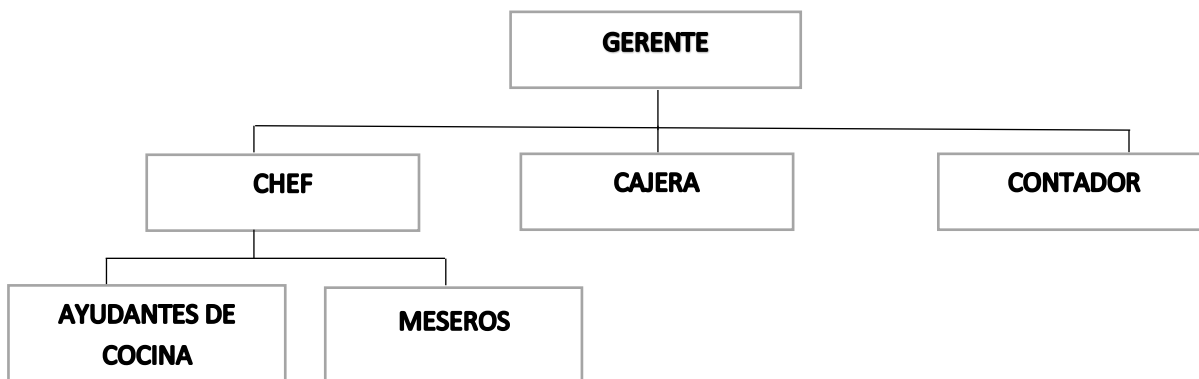 GERENTE
CHEF
CAJERA
CONTADOR
AYUDANTES DE
COCINA
MESEROS